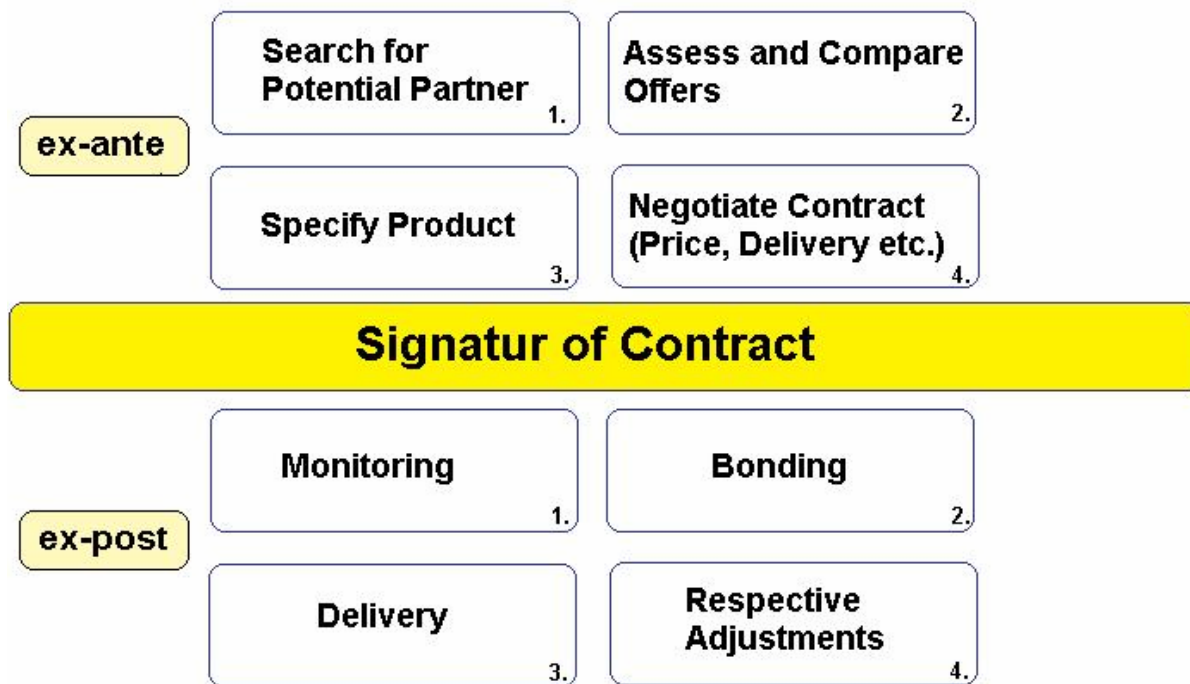 Search for
Potential Partner
1.
Assess and Compare
Offers
2.
ex-ante
Specify Product
3.
Negotiate Contract
(Price, Delivery etc.)
4.
Signatur of Contract
Monitoring
1.
Bonding
2.
ex-post
Delivery
3.
Respective
Adjustments
4.